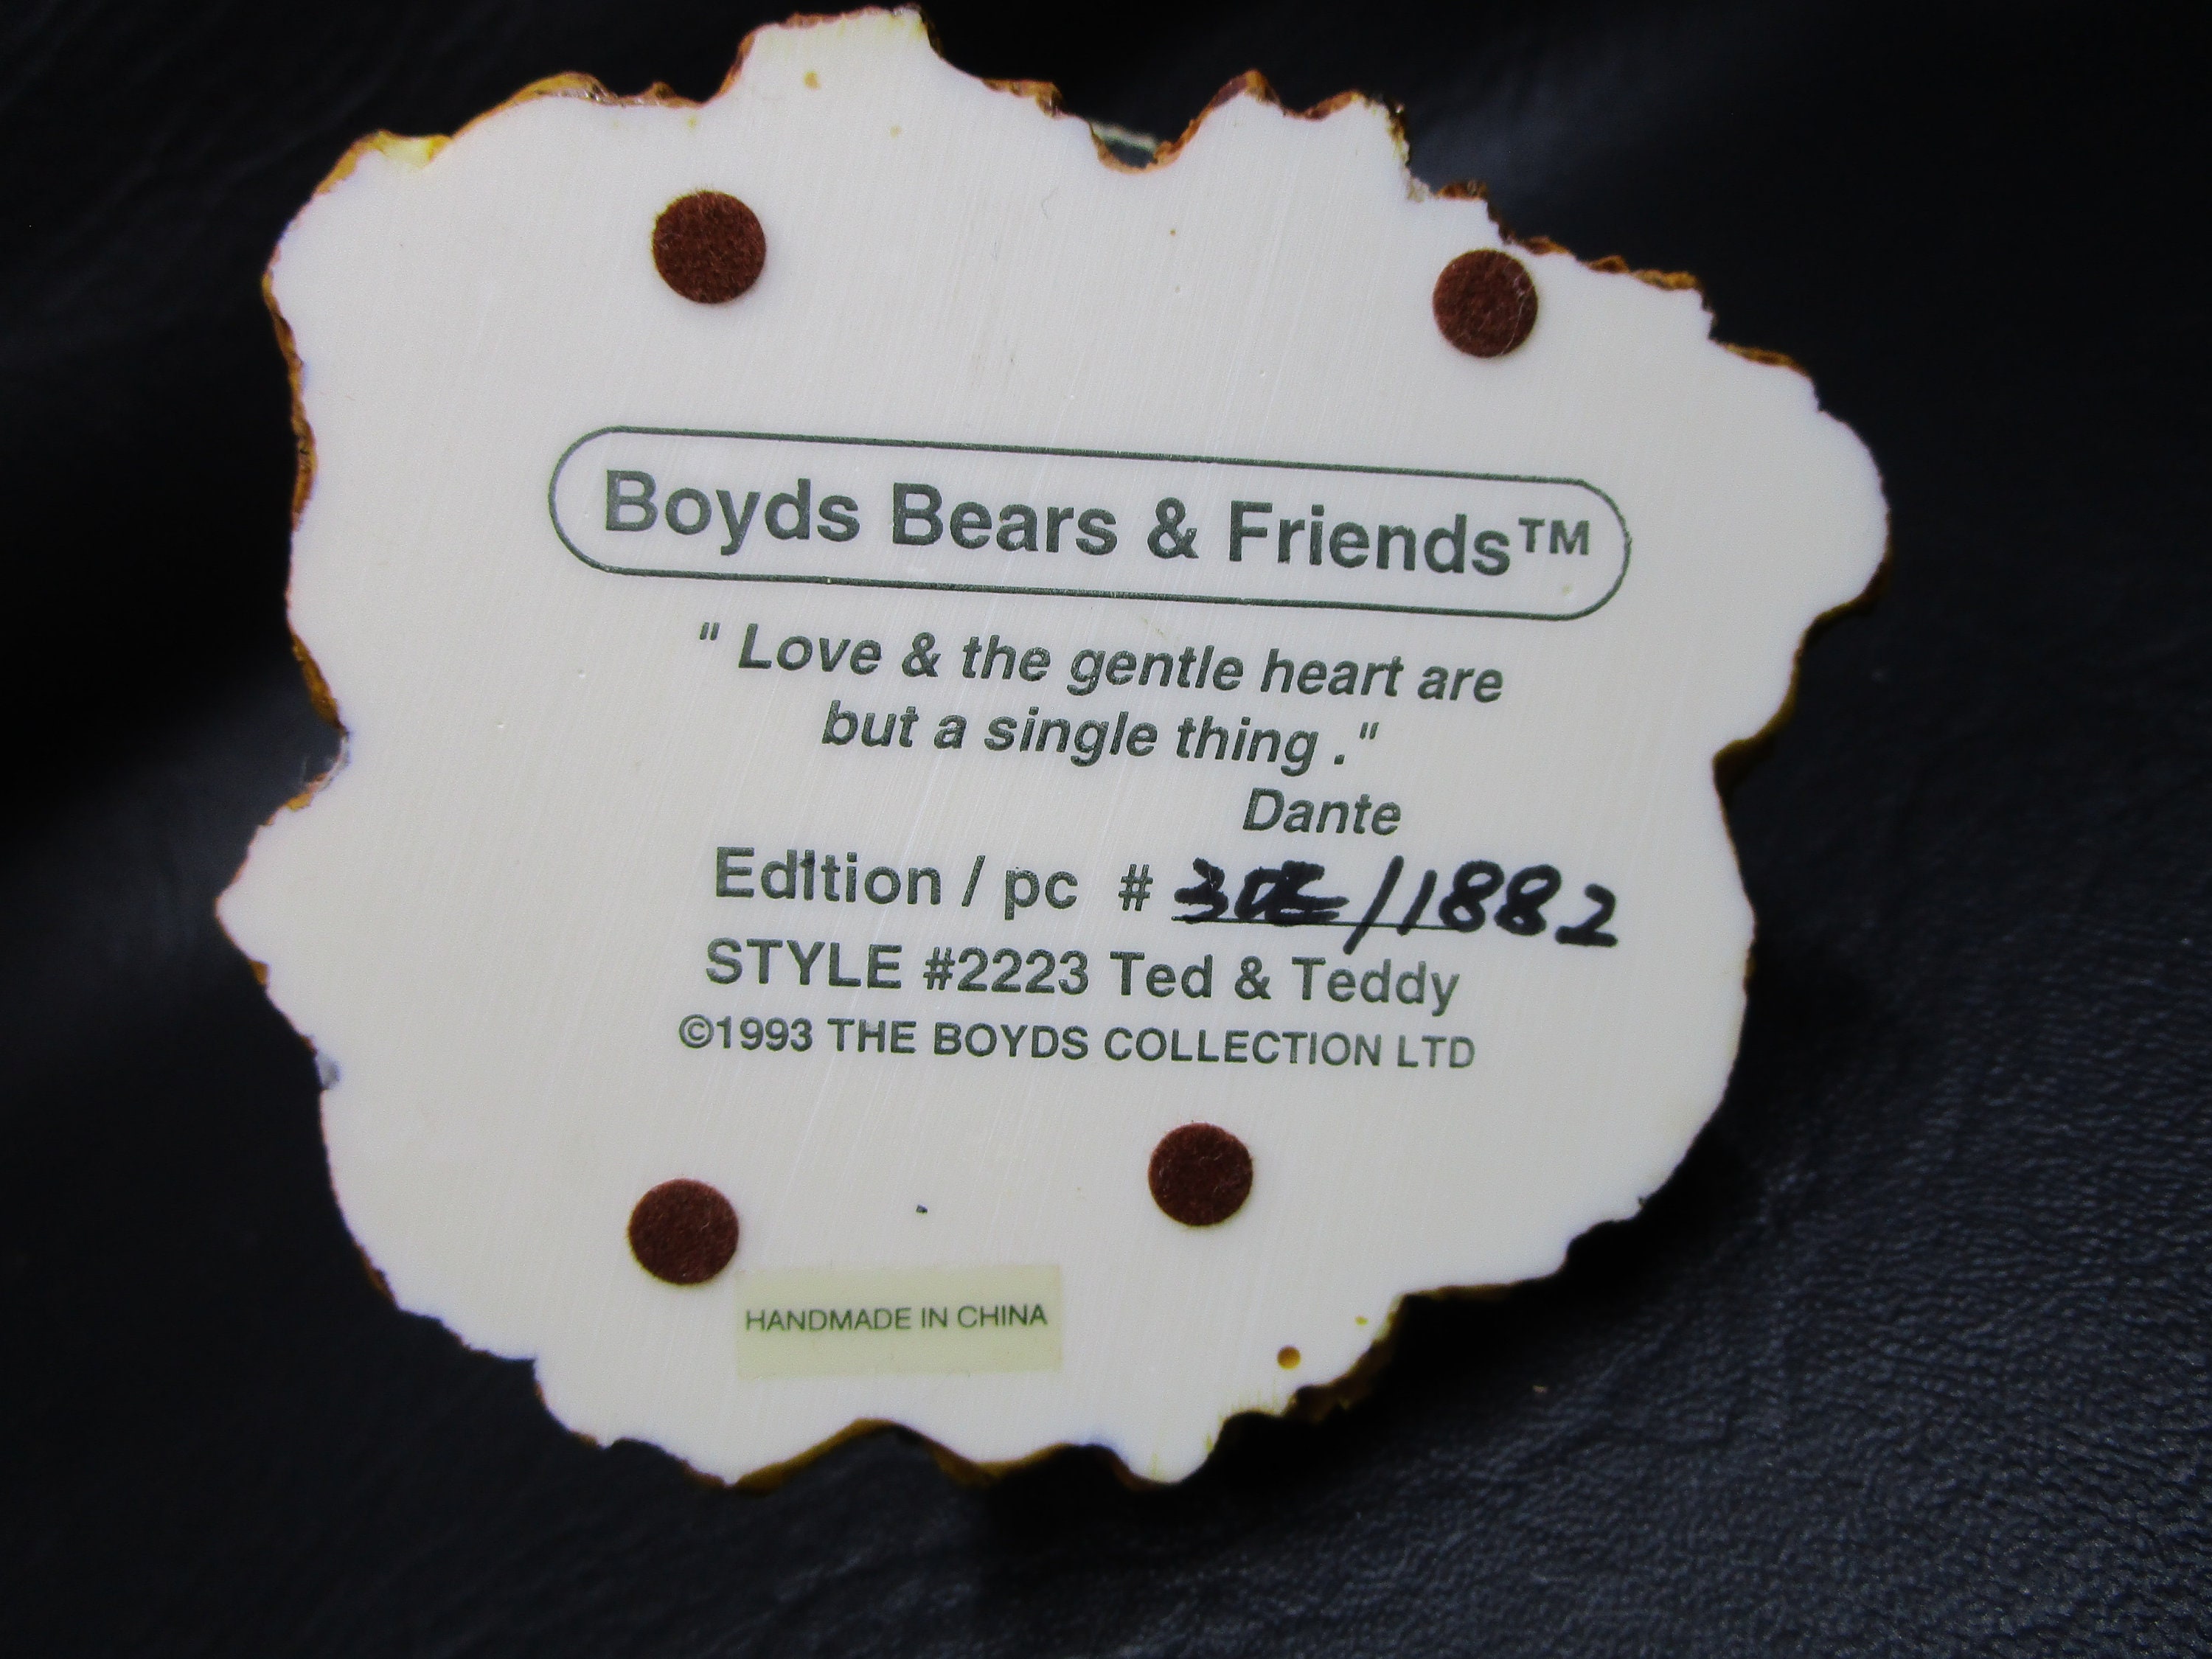 Boyds Bears & Friends™
" Love & the gentle heart are
but a single thing ."
Dante
Edition / pc # /1882
STYLE #2223 Ted & Teddy
©1993 THE BOYDS COLLECTION LTD
HANDMADE IN CHINA